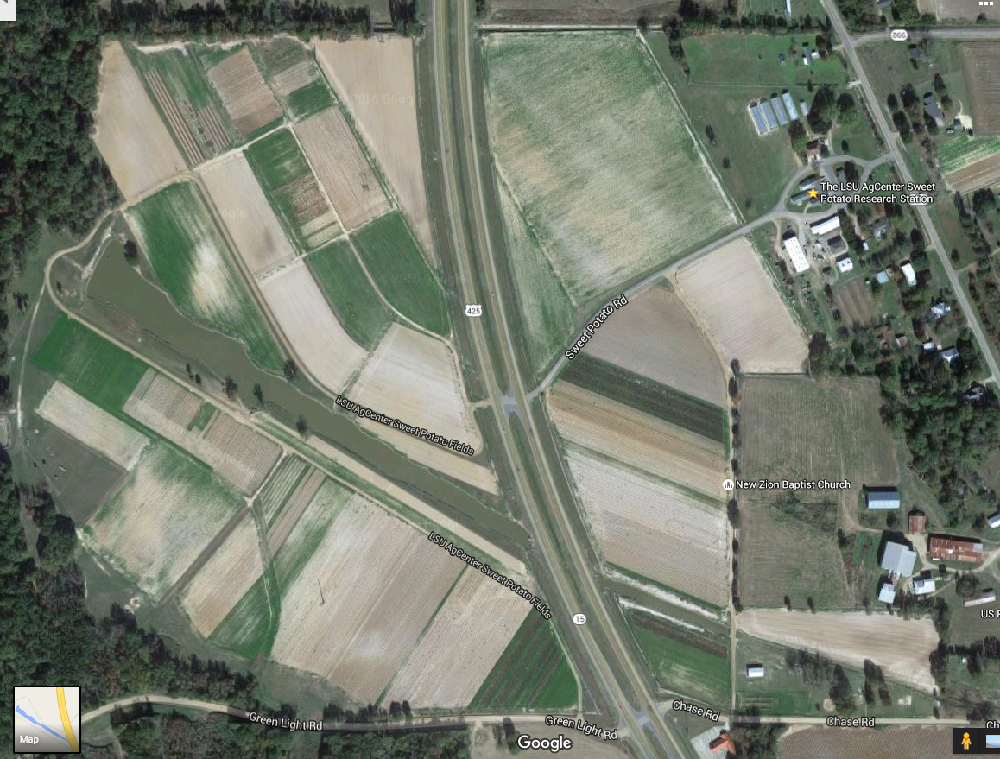 866
The LSU AgCenter Sweet
Potato Research Station
425
Sweet Potato Rd
LSU AgCenter Sweet Potato Fields
New Zion Baptist Church
LSU AgCenter Sweet Potato Fields
15
US
Chase Rd
Green Light Rd
Green Light Rd
Chase Rd
Ch
Map
Google